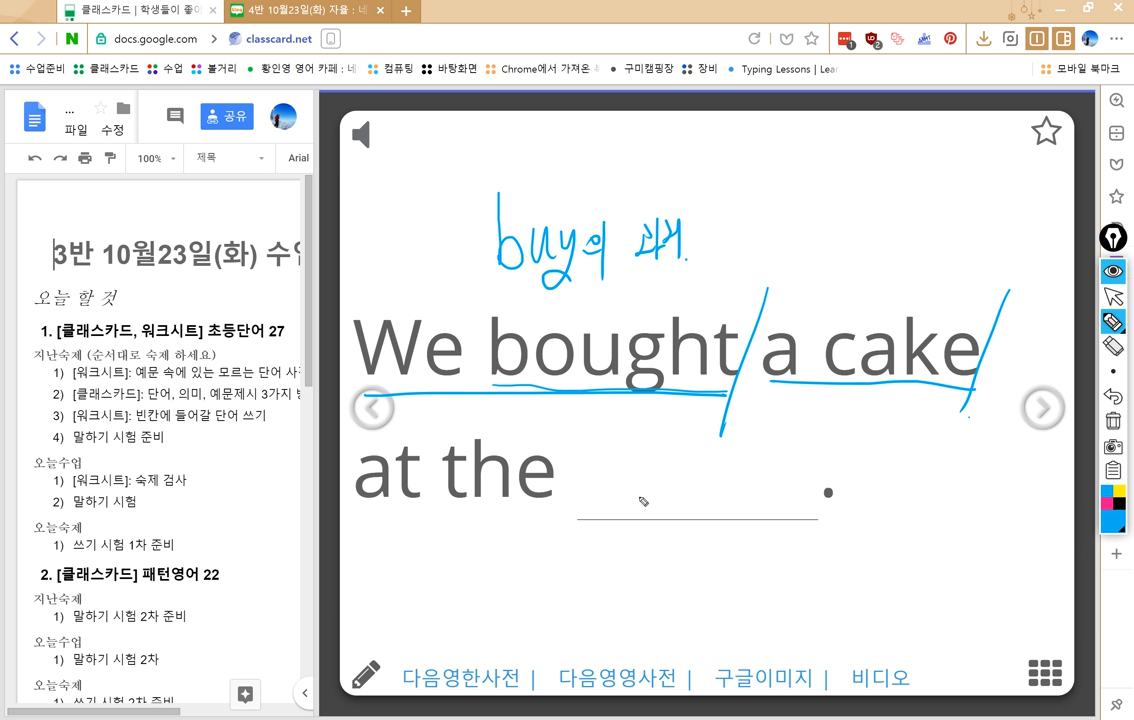 클래스카드 | 학생들이 좋아
4반 10월23일(화) 자율 : 네
docs.google.com > classcard.net
수업준비 클래스카드 수업 볼거리 황인영 영어 카페 : 네 컴퓨팅 바탕화면 Chrome에서 가져온 구미캠핑장 장비 Typing Lessons | Lear 모바일 북마크
...
파일 수정
공유
100% 제목 Arial
3반 10월23일(화) 수업
오늘 할 것
1. [클래스카드, 워크시트] 초등단어 27
지난숙제 (순서대로 숙제 하세요)
1) [워크시트]: 예문 속에 있는 모르는 단어
2) [클래스카드]: 단어, 의미, 예문제시 3가지
3) [워크시트]: 빈칸에 들어갈 단어 쓰기
4) 말하기 시험 준비
오늘수업
1) [워크시트]: 숙제 검사
2) 말하기 시험
오늘숙제
1) 쓰기 시험 1차 준비
2. [클래스카드] 패턴영어 22
지난숙제
1) 말하기 시험 2차 준비
오늘수업
1) 말하기 시험 2차
오늘숙제
1) 쓰기 시험 2차 준비
buy의 과거.
We bought / a cake /
at the ________ .
다음영한사전 | 다음영영사전 | 구글이미지 | 비디오